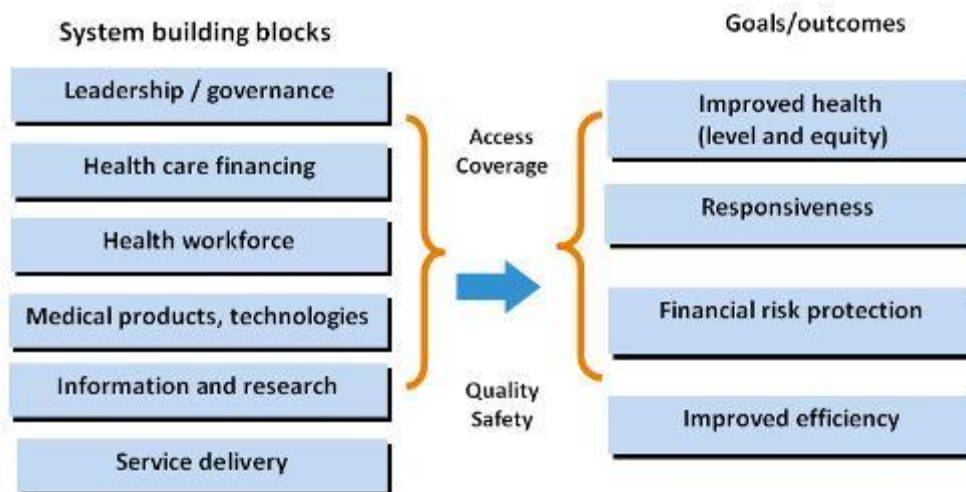 System building blocks
Leadership / governance
Health care financing
Health workforce
Medical products, technologies
Information and research
Service delivery
Access
Coverage
Quality
Safety
Goals/outcomes
Improved health
(level and equity)
Responsiveness
Financial risk protection
Improved efficiency